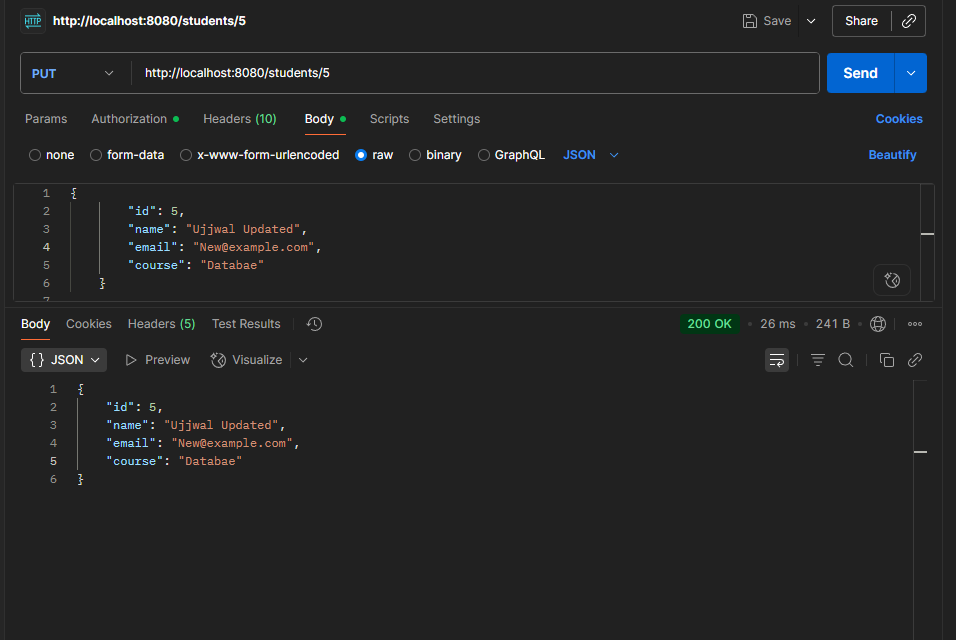 HTTP http://localhost:8080/students/5 Save Share
PUT http://localhost:8080/students/5 Send
Params Authorization Headers (10) Body Scripts Settings Cookies
none form-data x-www-form-urlencoded raw binary GraphQL JSON Beautify
1 {
2 "id": 5,
3 "name": "Ujjwal Updated",
4 "email": "New@example.com",
5 "course": "Databae"
6 }
7
Body Cookies Headers (5) Test Results 200 OK • 26 ms • 241 B •
{} JSON Preview Visualize
1 {
2 "id": 5,
3 "name": "Ujjwal Updated",
4 "email": "New@example.com",
5 "course": "Databae"
6 }